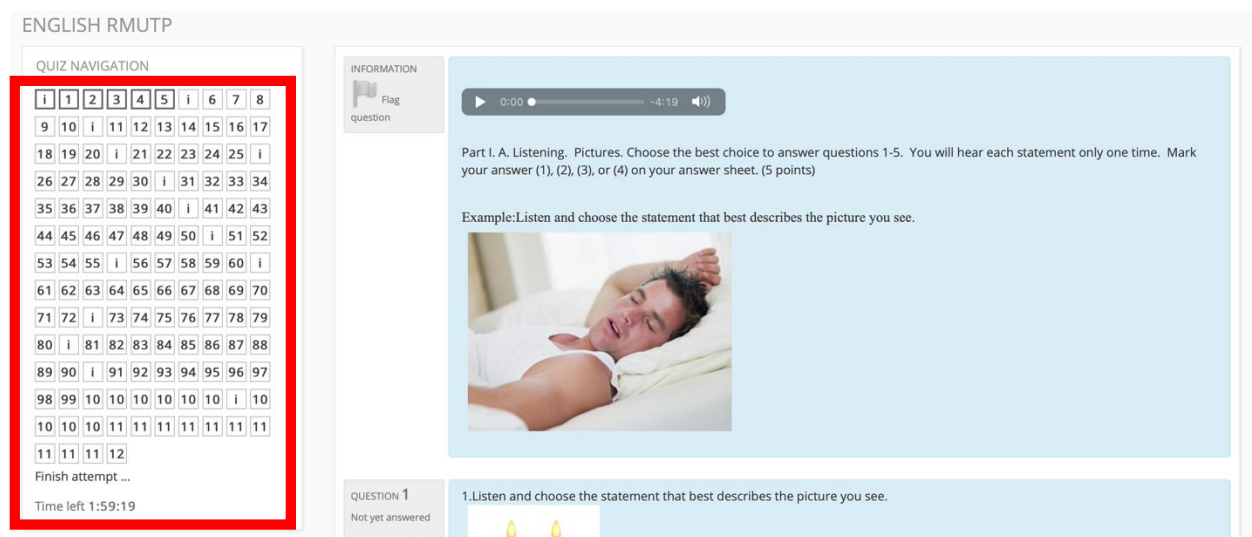 ENGLISH RMUTP
QUIZ NAVIGATION
i 1 2 3 4 5 i 6 7 8
9 10 i 11 12 13 14 15 16 17
18 19 20 i 21 22 23 24 25 i
26 27 28 29 30 i 31 32 33 34
35 36 37 38 39 40 i 41 42 43
44 45 46 47 48 49 50 i 51 52
53 54 55 i 56 57 58 59 60 i
61 62 63 64 65 66 67 68 69 70
71 72 i 73 74 75 76 77 78 79
80 i 81 82 83 84 85 86 87 88
89 90 i 91 92 93 94 95 96 97
98 99 10 10 10 10 10 10 i 10
10 10 10 11 11 11 11 11 11 11
11 11 11 12
Finish attempt ...
Time left 1:59:19
INFORMATION
Flag
question
0:00 -4:19
Part I. A. Listening. Pictures. Choose the best choice to answer questions 1-5. You will hear each statement only one time. Mark
your answer (1), (2), (3), or (4) on your answer sheet. (5 points)
Example:Listen and choose the statement that best describes the picture you see.
QUESTION 1
Not yet answered
1.Listen and choose the statement that best describes the picture you see.